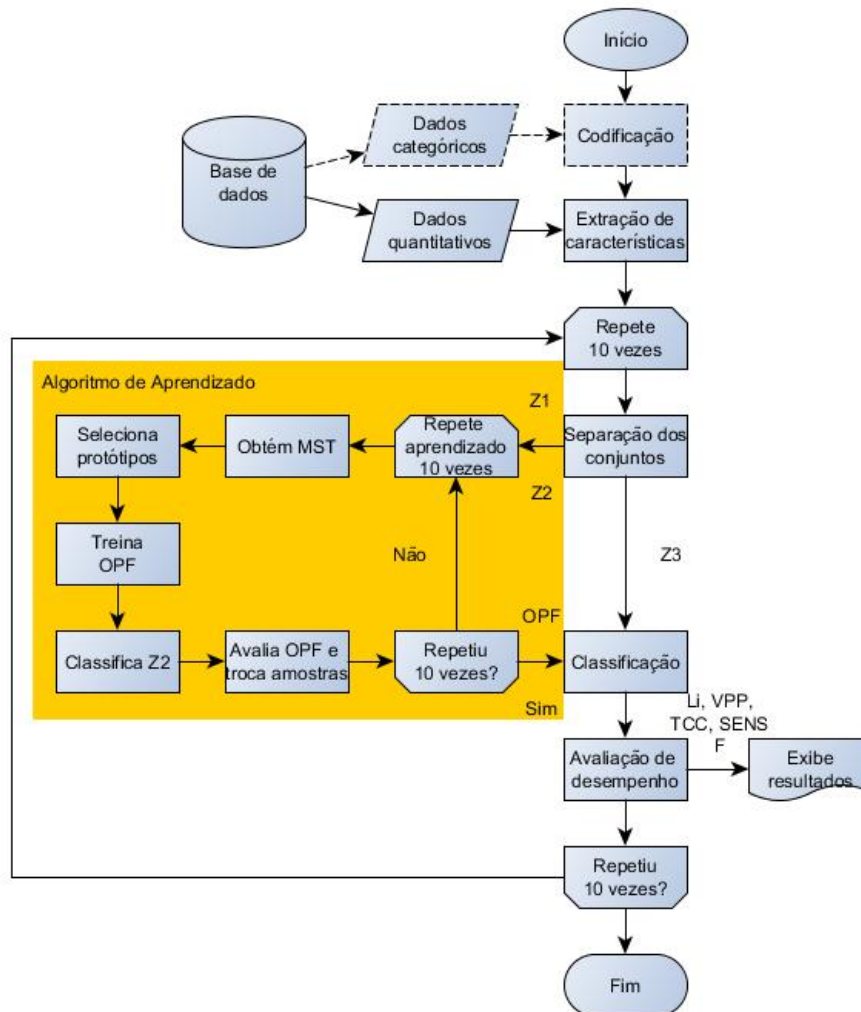 Início
Dados
categóricos
Codificação
Base de
dados
Dados
quantitativos
Extração de
características
Repete
10 vezes
Algoritmo de Aprendizado
Z1
Seleciona
protótipos
Obtém MST
Repete
aprendizado
10 vezes
Separação dos
conjuntos
Z2
Treina
OPF
Não
Z3
OPF
Classifica Z2
Avalia OPF e
troca amostras
Repetiu
10 vezes?
Classificação
Sim
Li, VPP,
TCC, SENS
F
Avaliação de
desempenho
Exibe
resultados
Repetiu
10 vezes?
Fim